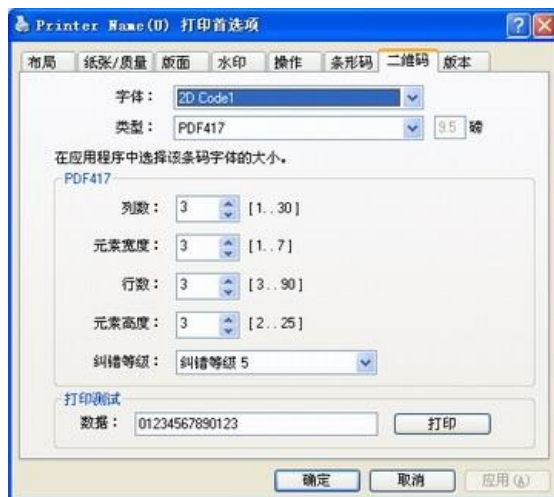 Printer Name(U) 打印首选项
布局 纸张/质量 版面 水印 操作 条形码 二维码 版本
字体： 2D Code1
类型： PDF417 9.5 磅
在应用程序中选择该条码字体的大小。
PDF417
列数： 3 [1..30]
元素宽度： 3 [1..7]
行数： 3 [3..90]
元素高度： 3 [2..25]
纠错等级： 纠错等级 5
打印测试
数据： 01234567890123 打印
确定 取消 应用(A)